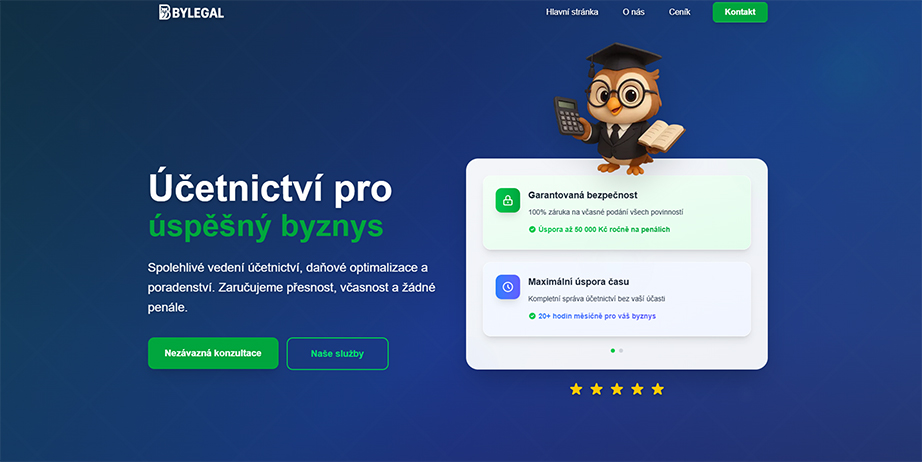 BYLEGAL
Hlavní stránka
O nás
Ceník
Kontakt
Účetnictví pro
úspěšný byznys
Spolehlivé vedení účetnictví, daňové optimalizace a
poradenství. Zaručujeme přesnost, včasnost a žádné
penále.
Nezávazná konzultace
Naše služby
Garantovaná bezpečnost
100% záruka na včasné podání všech povinností
Úspora až 50 000 Kč ročně na penálich
Maximální úspora času
Kompletní správa účetnictví bez vaší účasti
20+ hodin měsíčně pro váš byznys